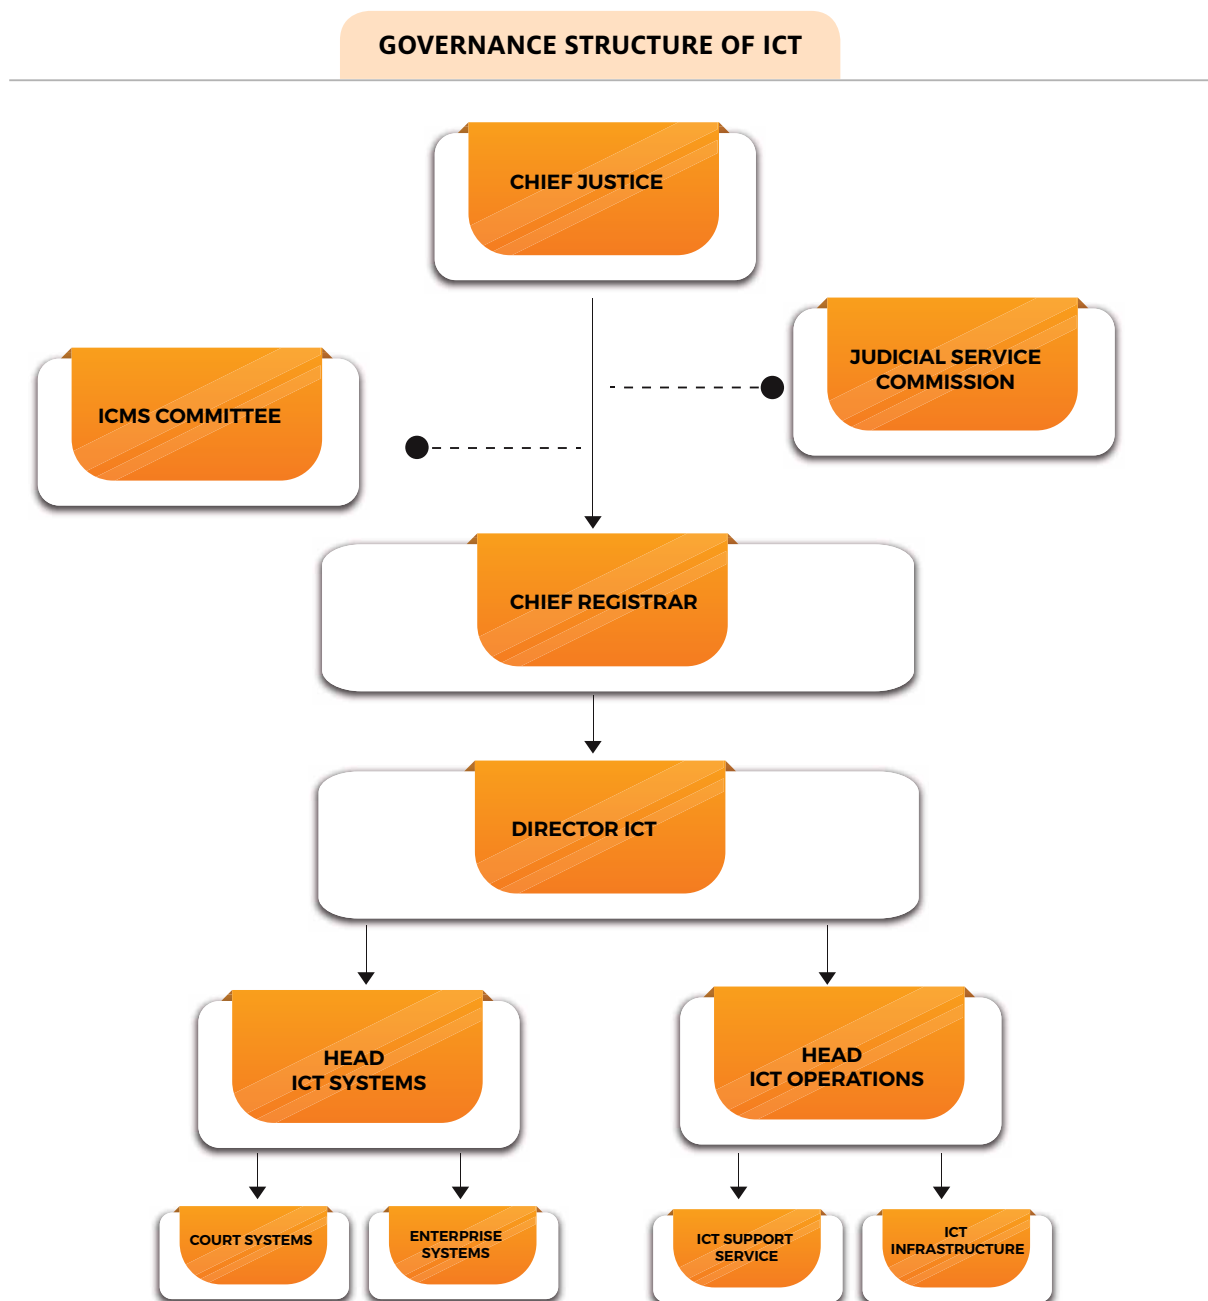 GOVERNANCE STRUCTURE OF ICT
CHIEF JUSTICE
JUDICIAL SERVICE
COMMISSION
ICMS COMMITTEE
CHIEF REGISTRAR
DIRECTOR ICT
HEAD
ICT SYSTEMS
HEAD
ICT OPERATIONS
COURT SYSTEMS
ENTERPRISE
SYSTEMS
ICT SUPPORT
SERVICE
ICT
INFRASTRUCTURE